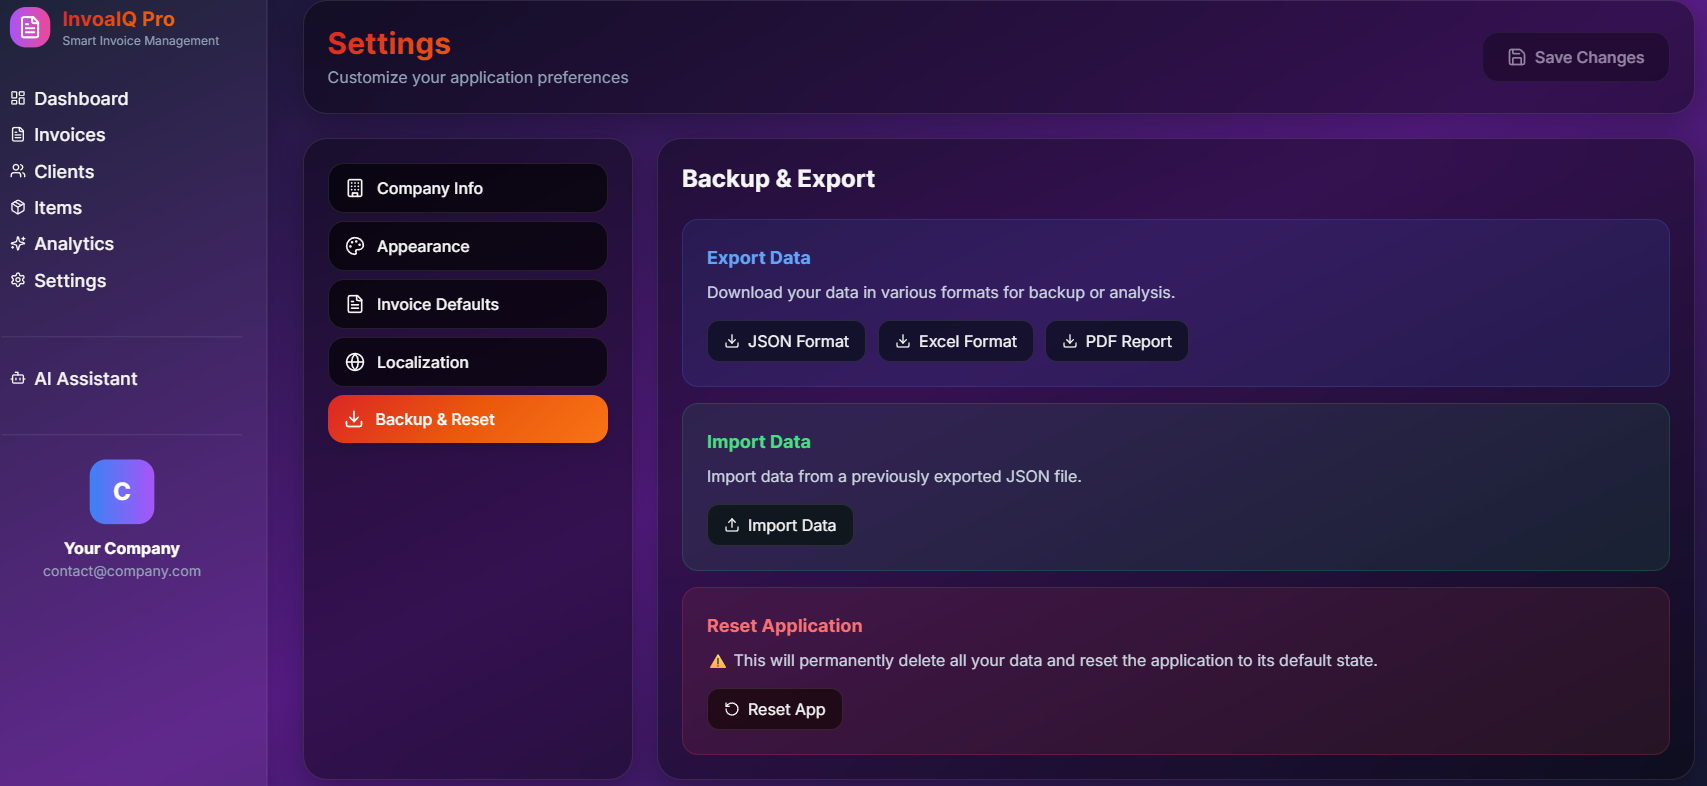 InvoaIQ Pro
Smart Invoice Management
Dashboard
Invoices
Clients
Items
Analytics
Settings
AI Assistant
C
Your Company
contact@company.com
Settings
Customize your application preferences
Save Changes
Company Info
Appearance
Invoice Defaults
Localization
Backup & Reset
Backup & Export
Export Data
Download your data in various formats for backup or analysis.
JSON Format
Excel Format
PDF Report
Import Data
Import data from a previously exported JSON file.
Import Data
Reset Application
⚠️ This will permanently delete all your data and reset the application to its default state.
Reset App